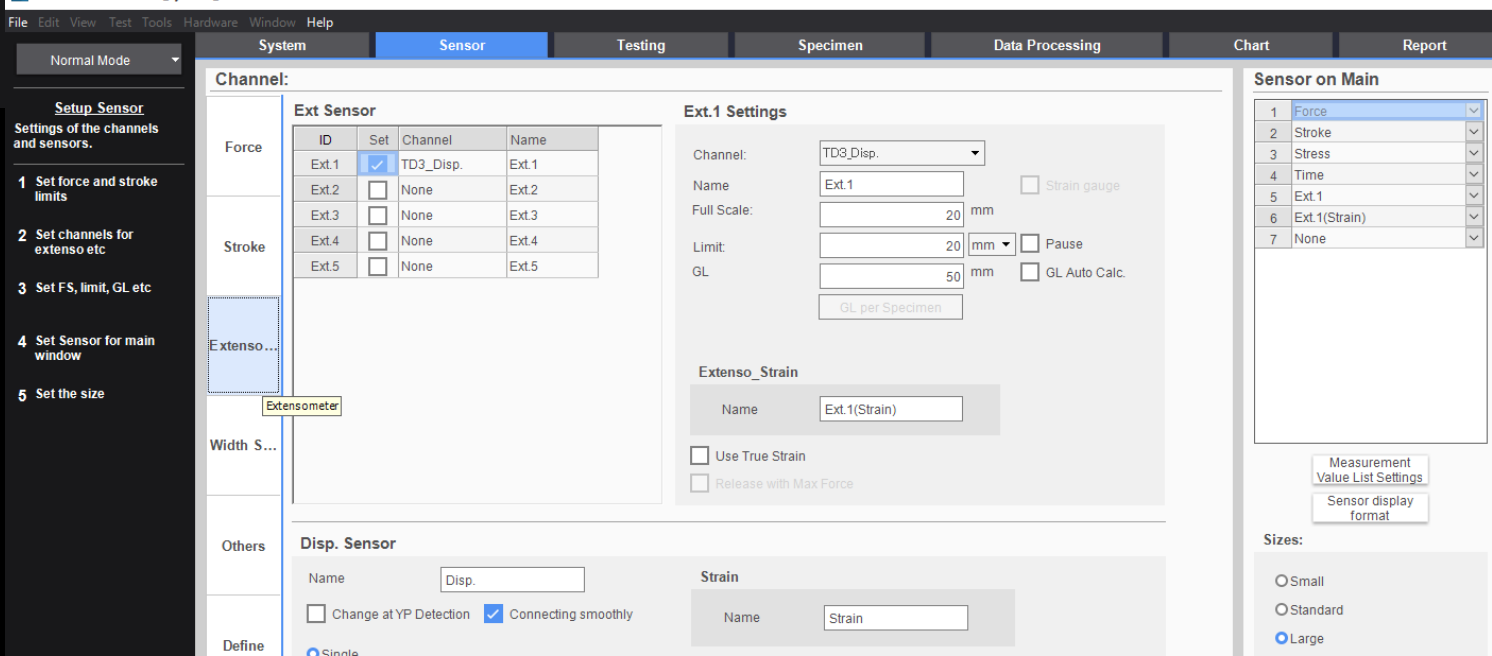 File Edit View Test Tools Hardware Window Help
Normal Mode
System Sensor Testing Specimen Data Processing Chart Report
Setup Sensor
Settings of the channels
and sensors.
1 Set force and stroke
limits
2 Set channels for
extenso etc
3 Set FS, limit, GL etc
4 Set Sensor for main
window
5 Set the size
Channel:
Force
Stroke
Extenso...
Extensometer
Width S...
Others
Define
Ext Sensor
ID Set Channel Name
Ext.1 TD3_Disp. Ext.1
Ext.2 None Ext.2
Ext.3 None Ext.3
Ext.4 None Ext.4
Ext.5 None Ext.5
Ext.1 Settings
Channel: TD3_Disp.
Name Ext.1 Strain gauge
Full Scale: 20 mm
Limit: 20 mm Pause
GL 50 mm GL Auto Calc.
GL per Specimen
Extenso_Strain
Name Ext.1(Strain)
Use True Strain
Release with Max Force
Disp. Sensor
Name Disp.
Change at YP Detection Connecting smoothly
Single
Strain
Name Strain
Sensor on Main
1 Force
2 Stroke
3 Stress
4 Time
5 Ext.1
6 Ext.1(Strain)
7 None
Measurement
Value List Settings
Sensor display
format
Sizes:
Small
Standard
Large